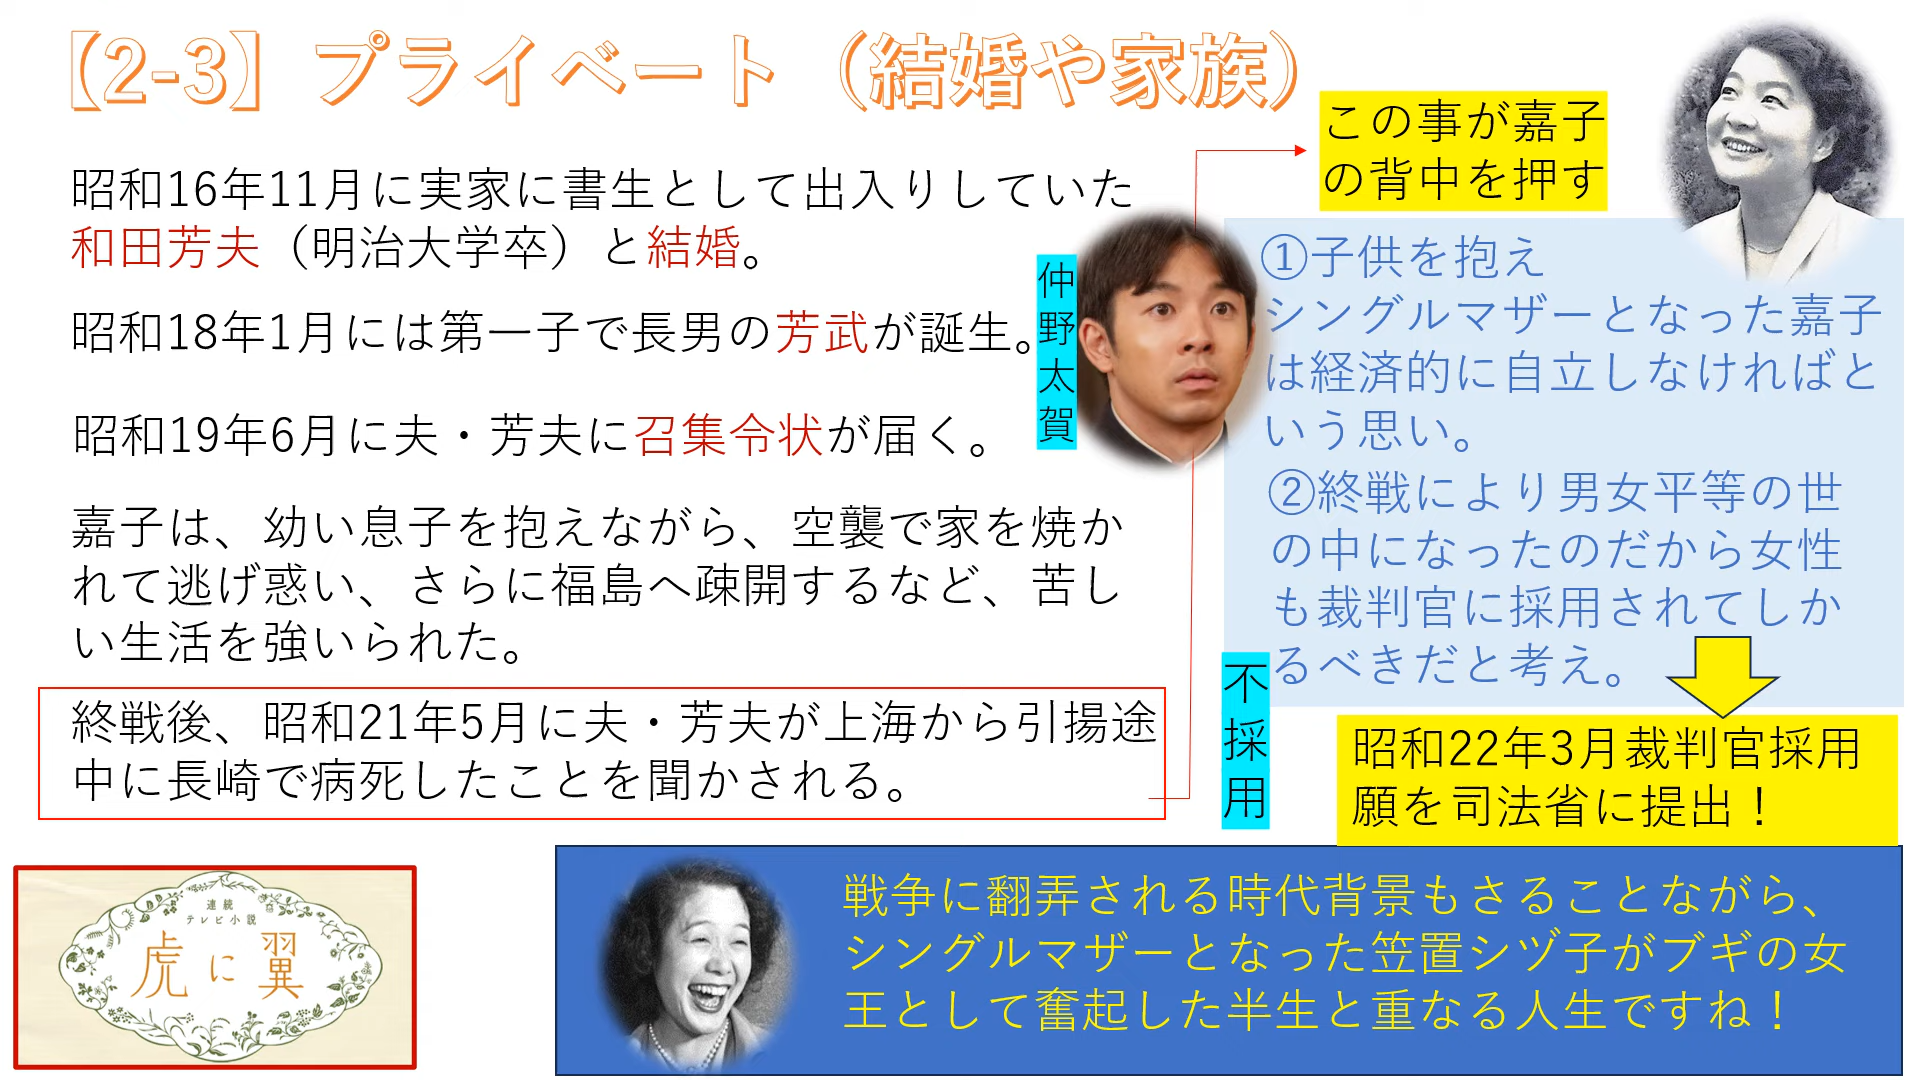 【2-3】プライベート（結婚や家族）
昭和16年11月に実家に書生として出入りしていた
和田芳夫（明治大学卒）と結婚。
昭和18年1月には第一子で長男の芳武が誕生。
昭和19年6月に夫・芳夫に召集令状が届く。
嘉子は、幼い息子を抱えながら、空襲で家を焼か
れて逃げ惑い、さらに福島へ疎開するなど、苦し
い生活を強いられた。
終戦後、昭和21年5月に夫・芳夫が上海から引揚途
中に長崎で病死したことを聞かされる。
仲野太賀
この事が嘉子
の背中を押す
①子供を抱え
シングルマザーとなった嘉子
は経済的に自立しなければと
いう思い。
②終戦により男女平等の世
の中になったのだから女性
も裁判官に採用されてしか
るべきだと考え。
不採用
昭和22年3月裁判官採用
願を司法省に提出！
連続
テレビ小説
虎に翼
戦争に翻弄される時代背景もさることながら、
シングルマザーとなった笠置シヅ子がブギの女
王として奮起した半生と重なる人生ですね！